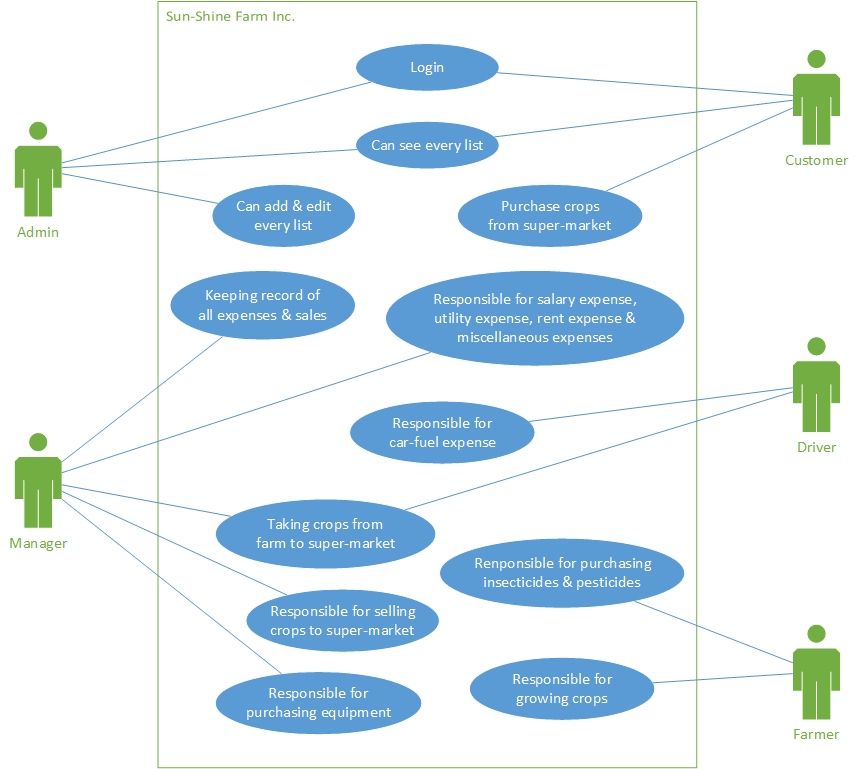 Sun-Shine Farm Inc.
Login
Customer
Can see every list
Admin
Can add & edit
every list
Purchase crops
from super-market
Keeping record of
all expenses & sales
Responsible for salary expense,
utility expense, rent expense &
miscellaneous expenses
Responsible for
car-fuel expense
Driver
Manager
Taking crops from
farm to super-market
Renponsible for purchasing
insecticides & pesticides
Responsible for selling
crops to super-market
Responsible for
purchasing equipment
Responsible for
growing crops
Farmer